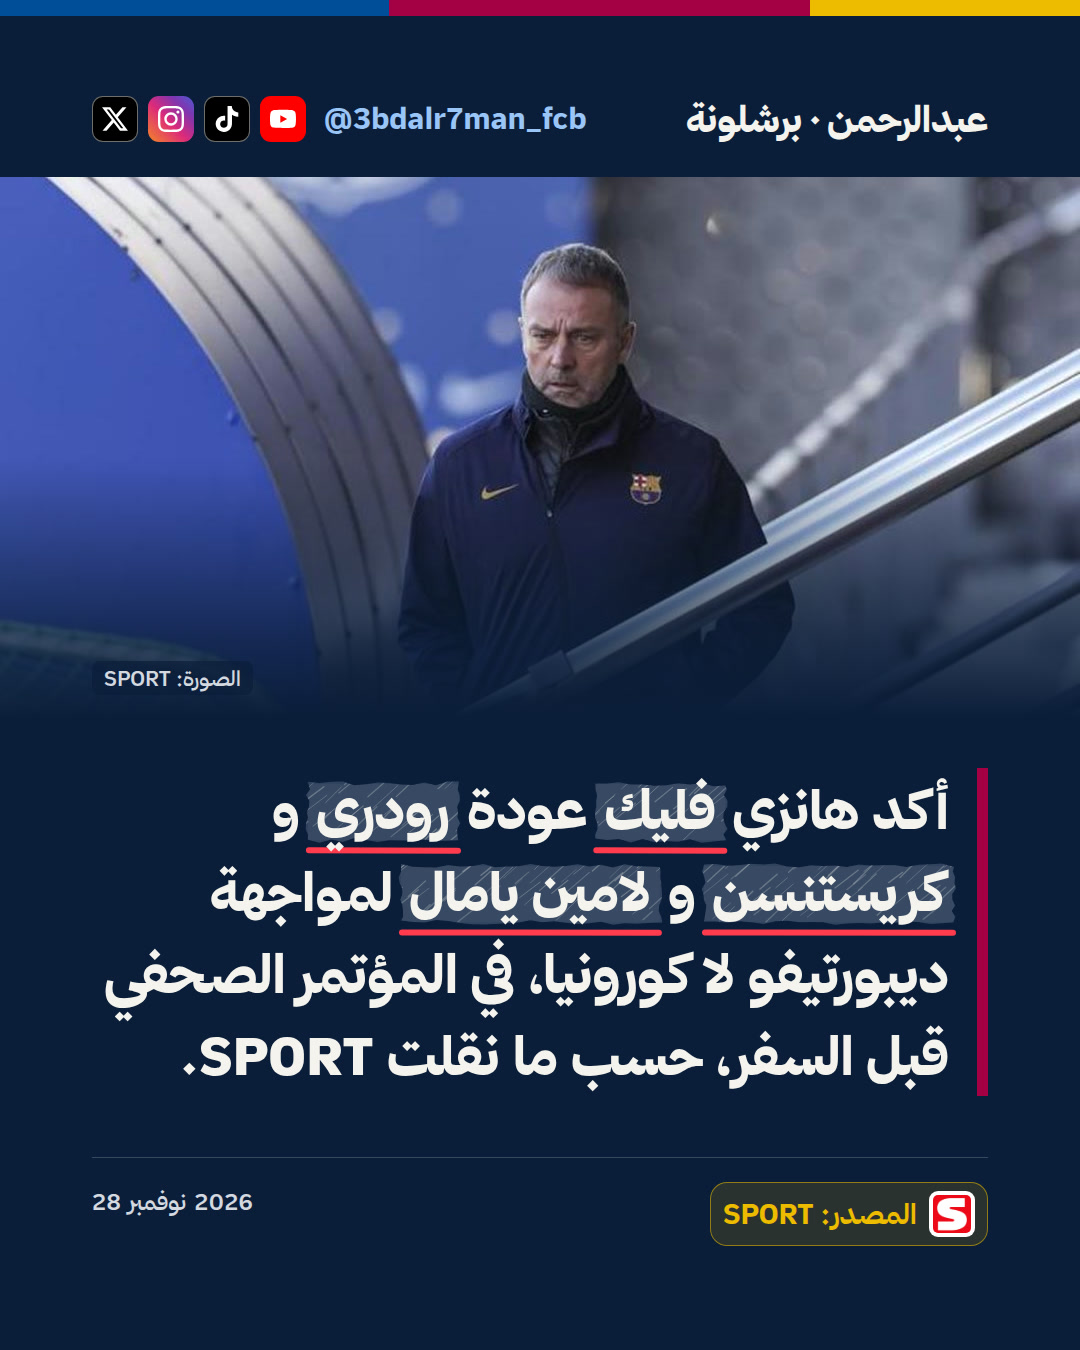 عبدالرحمن · برشلونة
@3bdalr7man_fcb
الصورة: SPORT
أكد هانزي فليك عودة رودري و
كريستنسن و لامين يامال لمواجهة
ديبورتيفو لا كورونيا، في المؤتمر الصحفي
قبل السفر، حسب ما نقلت SPORT.
المصدر: SPORT
28 نوفمبر 2026